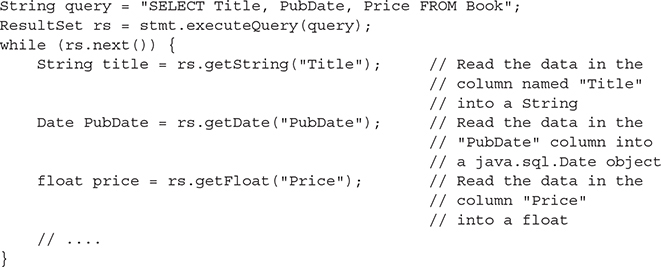 String query = "SELECT Title, PubDate, Price FROM Book";
ResultSet rs = stmt.executeQuery(query);
while (rs.next()) {
    String title = rs.getString("Title");      // Read the data in the
                                               // column named "Title"
                                               // into a String
    Date PubDate = rs.getDate("PubDate");      // Read the data in the
                                               // "PubDate" column into
                                               // a java.sql.Date object
    float price = rs.getFloat("Price");        // Read the data in the
                                               // column "Price"
                                               // into a float
    // ....
}